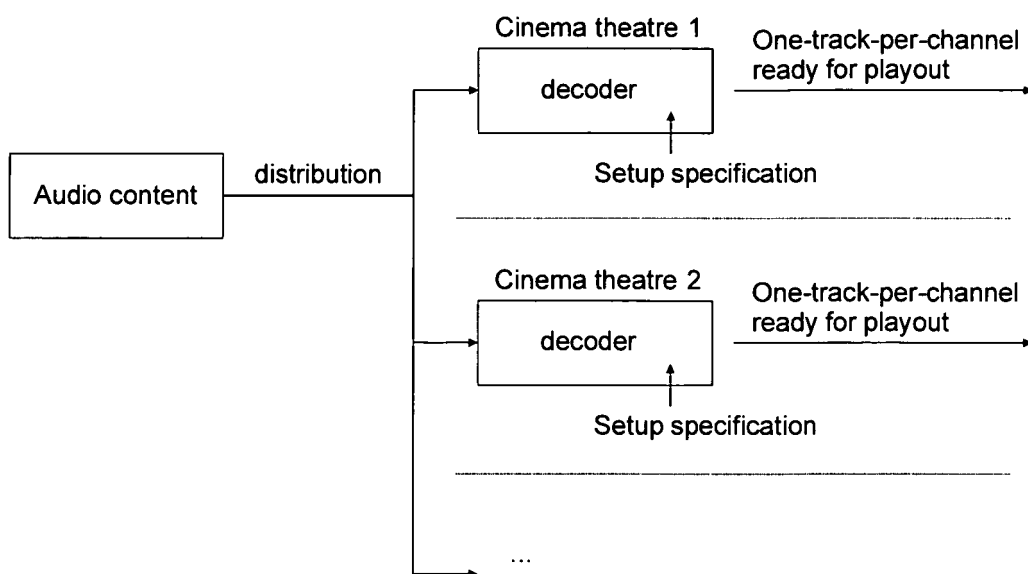 Cinema theatre 1
One-track-per-channel
ready for playout
decoder
Setup specification
Audio content
distribution
Cinema theatre 2
One-track-per-channel
ready for playout
decoder
Setup specification
...